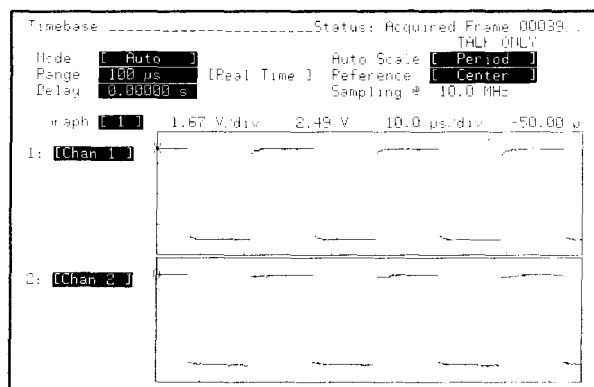 Timebase Status: Acquired Frame 00039
TALK ONLY
Mode [ Auto ] Auto Scale [ Period ]
Range 100 µs [Real Time ] Reference [ Center ]
Delay 0.00000 s Sampling @ 10.0 MHz
raph [ 1 ] 1.67 V/div 2.49 V 10.0 µs/div -50.00 µ
1: [Chan 1 ]
2: [Chan 2 ]